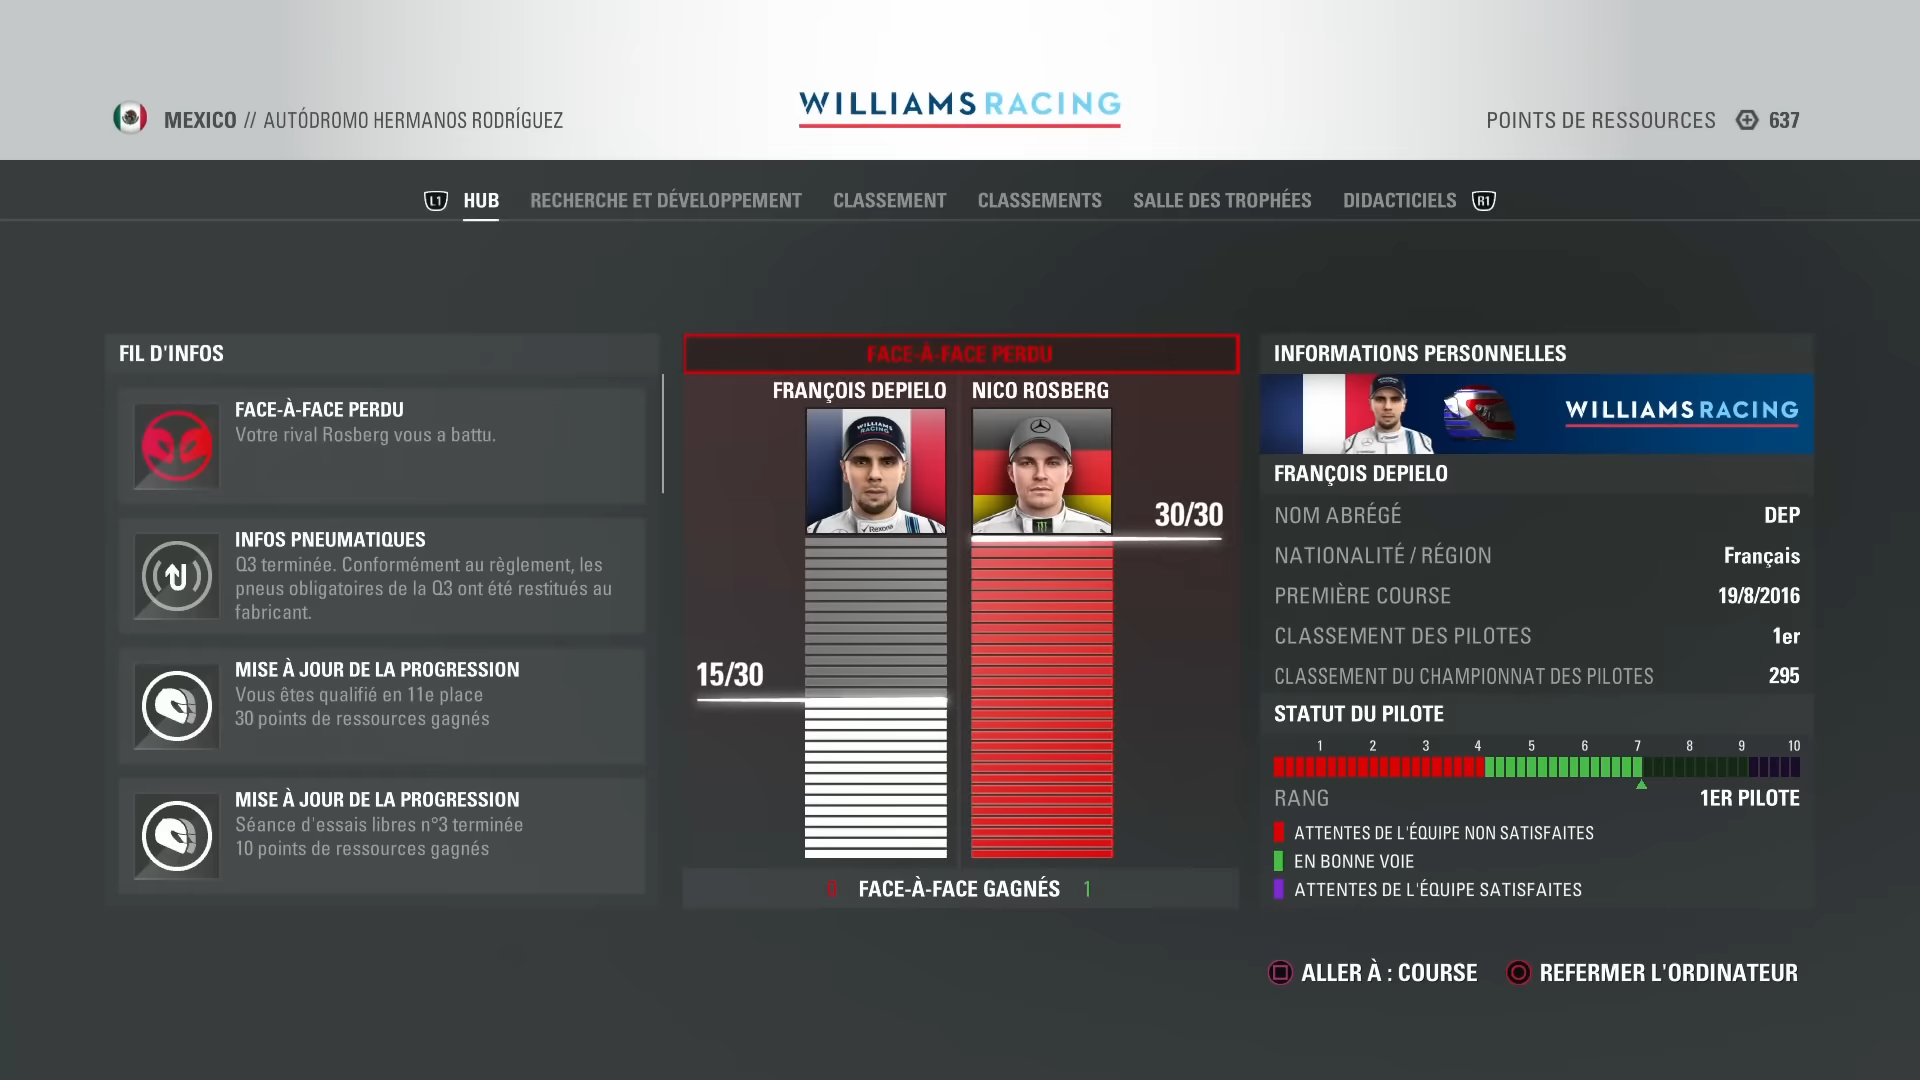 MEXICO // AUTÓDROMO HERMANOS RODRÍGUEZ
WILLIAMS RACING
POINTS DE RESSOURCES 637
L1 HUB RECHERCHE ET DÉVELOPPEMENT CLASSEMENT CLASSEMENTS SALLE DES TROPHÉES DIDACTICIELS R1
FIL D'INFOS
FACE-À-FACE PERDU
Votre rival Rosberg vous a battu.
INFOS PNEUMATIQUES
Q3 terminée. Conformément au règlement, les
pneus obligatoires de la Q3 ont été restitués au
fabricant.
MISE À JOUR DE LA PROGRESSION
Vous êtes qualifié en 11e place
30 points de ressources gagnés
MISE À JOUR DE LA PROGRESSION
Séance d'essais libres n°3 terminée
10 points de ressources gagnés
FACE-À-FACE PERDU
FRANÇOIS DEPIELO NICO ROSBERG
WILLIAMS
RACING
Rexona
30/30
15/30
0 FACE-À-FACE GAGNÉS 1
INFORMATIONS PERSONNELLES
WILLIAMS RACING
FRANÇOIS DEPIELO
NOM ABRÉGÉ DEP
NATIONALITÉ / RÉGION Français
PREMIÈRE COURSE 19/8/2016
CLASSEMENT DES PILOTES 1er
CLASSEMENT DU CHAMPIONNAT DES PILOTES 295
STATUT DU PILOTE
1 2 3 4 5 6 7 8 9 10
RANG 1ER PILOTE
ATTENTES DE L'ÉQUIPE NON SATISFAITES
EN BONNE VOIE
ATTENTES DE L'ÉQUIPE SATISFAITES
ALLER À : COURSE REFERMER L'ORDINATEUR